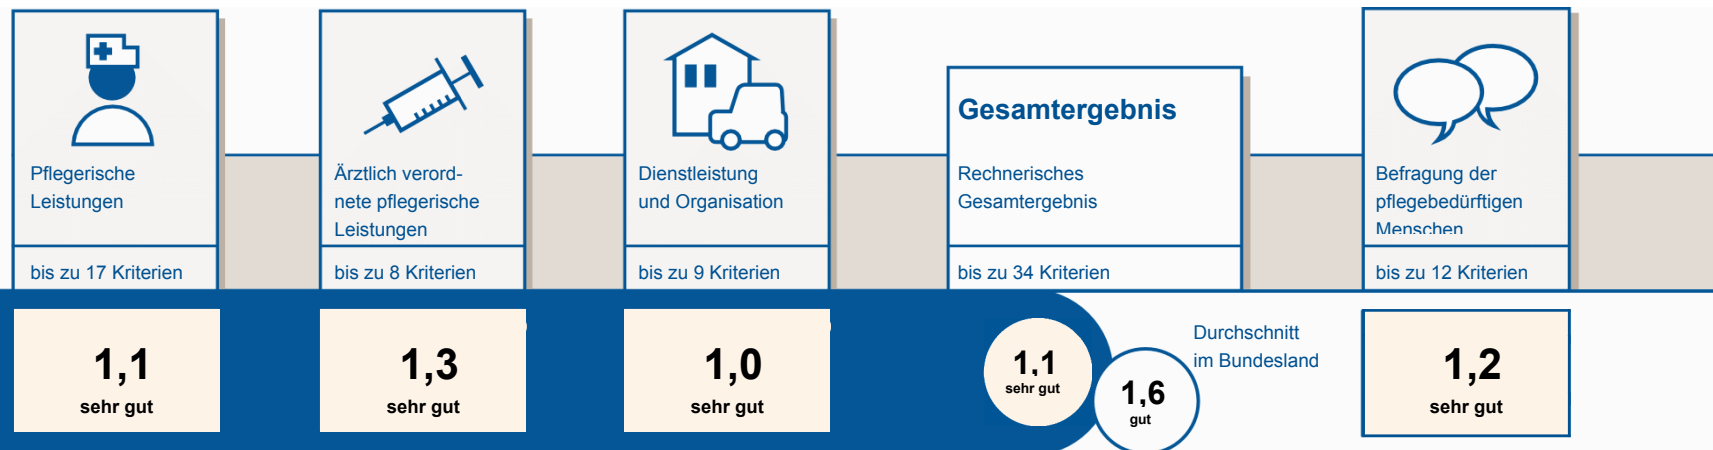 Pflegerische
Leistungen
bis zu 17 Kriterien
1,1
sehr gut
Ärztlich verord-
nete pflegerische
Leistungen
bis zu 8 Kriterien
1,3
sehr gut
Dienstleistung
und Organisation
bis zu 9 Kriterien
1,0
sehr gut
Gesamtergebnis
Rechnerisches
Gesamtergebnis
bis zu 34 Kriterien
1,1
sehr gut
Durchschnitt
im Bundesland
1,6
gut
Befragung der
pflegebedürftigen
Menschen
bis zu 12 Kriterien
1,2
sehr gut